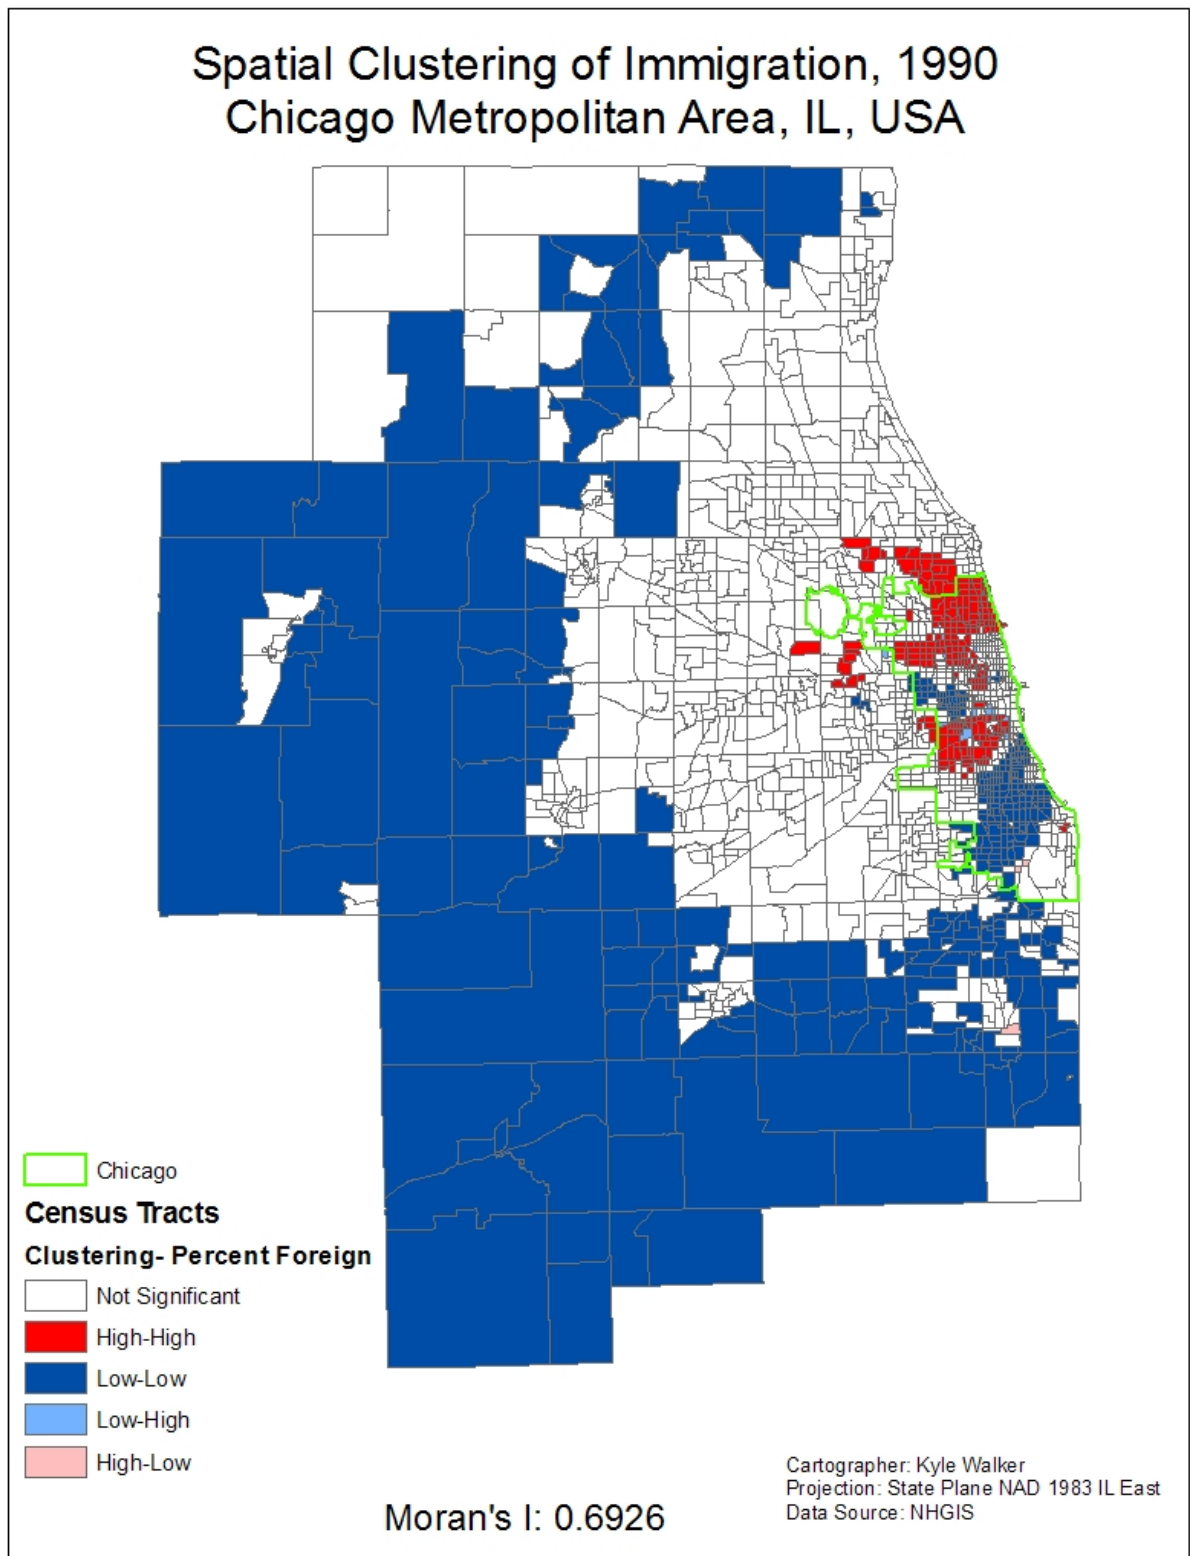 Spatial Clustering of Immigration, 1990
Chicago Metropolitan Area, IL, USA
Chicago
Census Tracts
Clustering- Percent Foreign
Not Significant
High-High
Low-Low
Low-High
High-Low
Moran's I: 0.6926
Cartographer: Kyle Walker
Projection: State Plane NAD 1983 IL East
Data Source: NHGIS